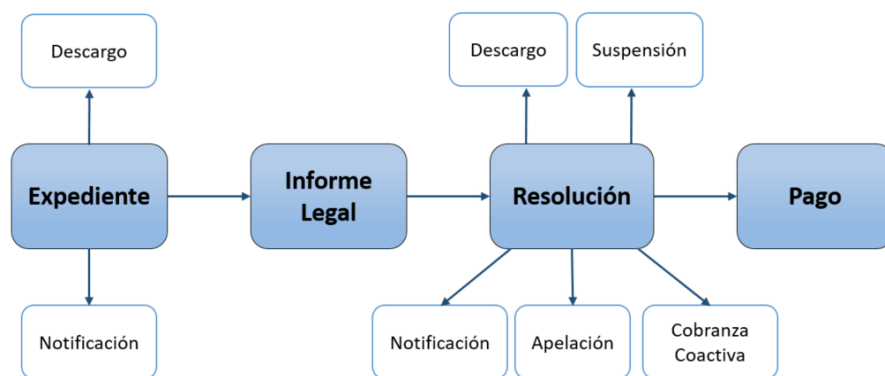 Descargo
Descargo
Suspensión
Expediente
Informe
Legal
Resolución
Pago
Notificación
Notificación
Apelación
Cobranza
Coactiva